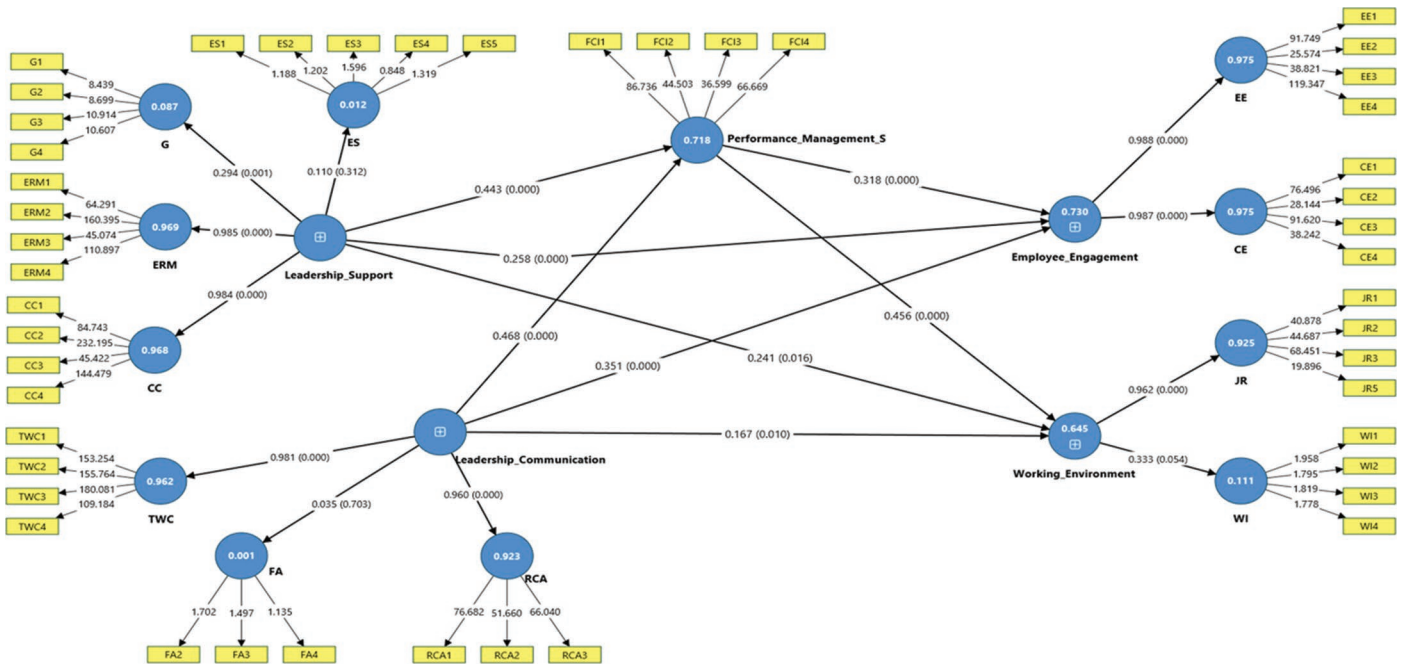 ES1
ES2
ES3
ES4
ES5
1.188
1.202
1.596
0.848
1.319
0.012
ES
G1
G2
G3
G4
8.439
8.699
10.914
10.607
0.087
G
0.294 (0.001)
0.110 (0.312)
ERM1
ERM2
ERM3
ERM4
64.291
160.395
45.074
110.897
0.969
ERM
0.985 (0.000)
Leadership_Support
0.984 (0.000)
CC1
CC2
CC3
CC4
84.743
232.195
45.422
144.479
0.968
CC
TWC1
TWC2
TWC3
TWC4
153.254
155.764
180.081
109.184
0.962
TWC
0.981 (0.000)
Leadership_Communication
0.035 (0.703)
0.960 (0.000)
0.001
FA
1.702
1.497
1.135
FA2
FA3
FA4
0.923
RCA
76.682
51.660
66.040
RCA1
RCA2
RCA3
FCI1
FCI2
FCI3
FCI4
86.736
44.503
36.599
66.669
0.718
Performance_Management_S
0.443 (0.000)
0.318 (0.000)
0.258 (0.000)
0.468 (0.000)
0.456 (0.000)
0.241 (0.016)
0.351 (0.000)
0.167 (0.010)
0.730
Employee_Engagement
0.988 (0.000)
0.987 (0.000)
0.645
Working_Environment
0.962 (0.000)
0.333 (0.054)
EE1
EE2
EE3
EE4
91.749
25.574
38.821
119.347
0.975
EE
CE1
CE2
CE3
CE4
76.496
28.144
91.620
38.242
0.975
CE
JR1
JR2
JR3
JR5
40.878
44.687
68.451
19.896
0.925
JR
WI1
WI2
WI3
WI4
1.958
1.795
1.819
1.778
0.111
WI